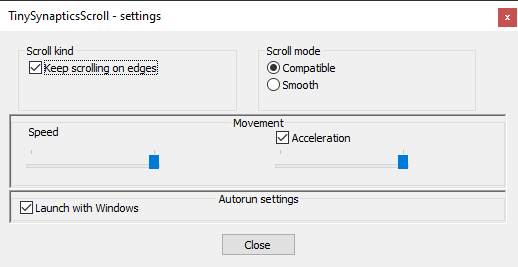 TinySynapticsScroll - settings
Scroll kind
Keep scrolling on edges
Scroll mode
Compatible
Smooth
Movement
Speed
Acceleration
Autorun settings
Launch with Windows
Close